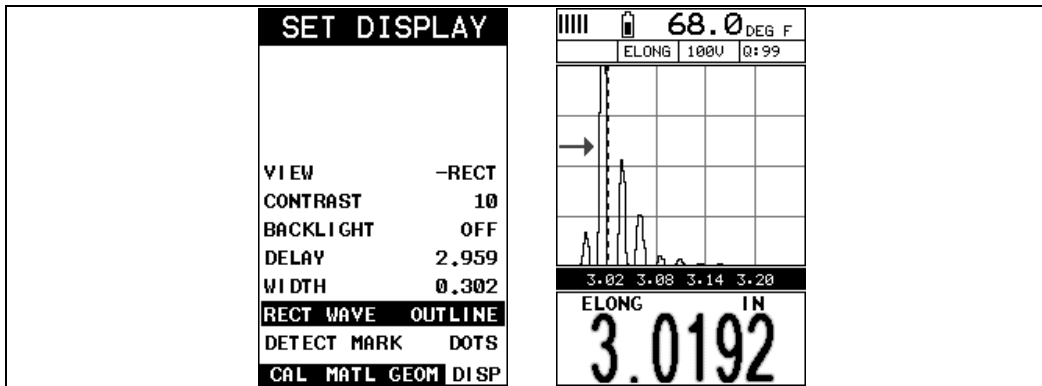 SET DISPLAY
VIEW -RECT
CONTRAST 10
BACKLIGHT OFF
DELAY 2.959
WIDTH 0.302
RECT WAVE OUTLINE
DETECT MARK DOTS
CAL MATL GEOM DISP
68.0 DEG F
ELONG 100V Q:99
3.02 3.08 3.14 3.20
ELONG IN
3.0192